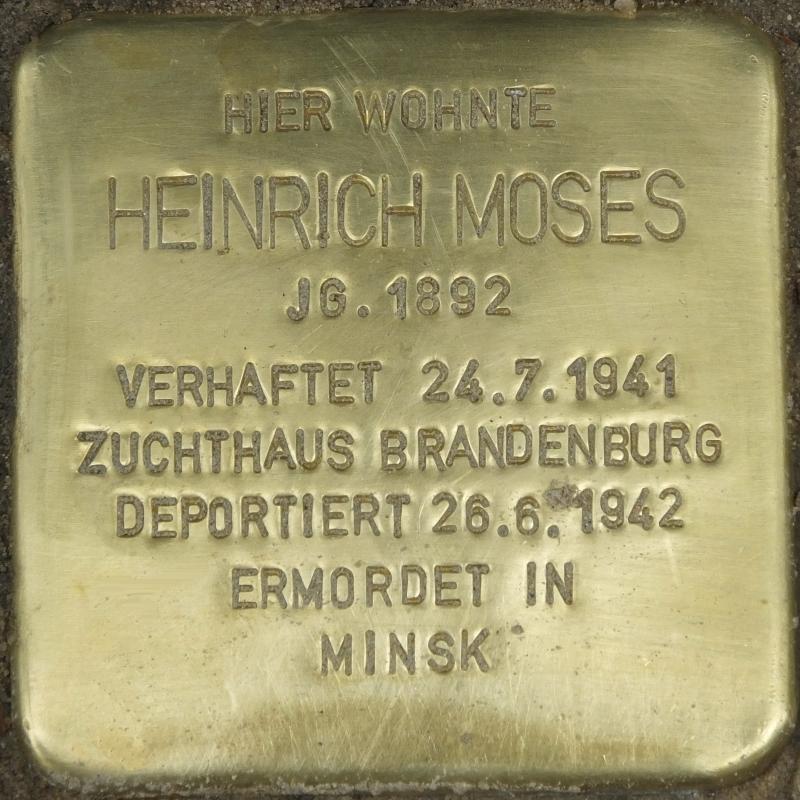 HIER WOHNTE
HEINRICH MOSES
JG. 1892
VERHAFTET 24.7.1941
ZUCHTHAUS BRANDENBURG
DEPORTIERT 26.6.1942
ERMORDET IN
MINSK